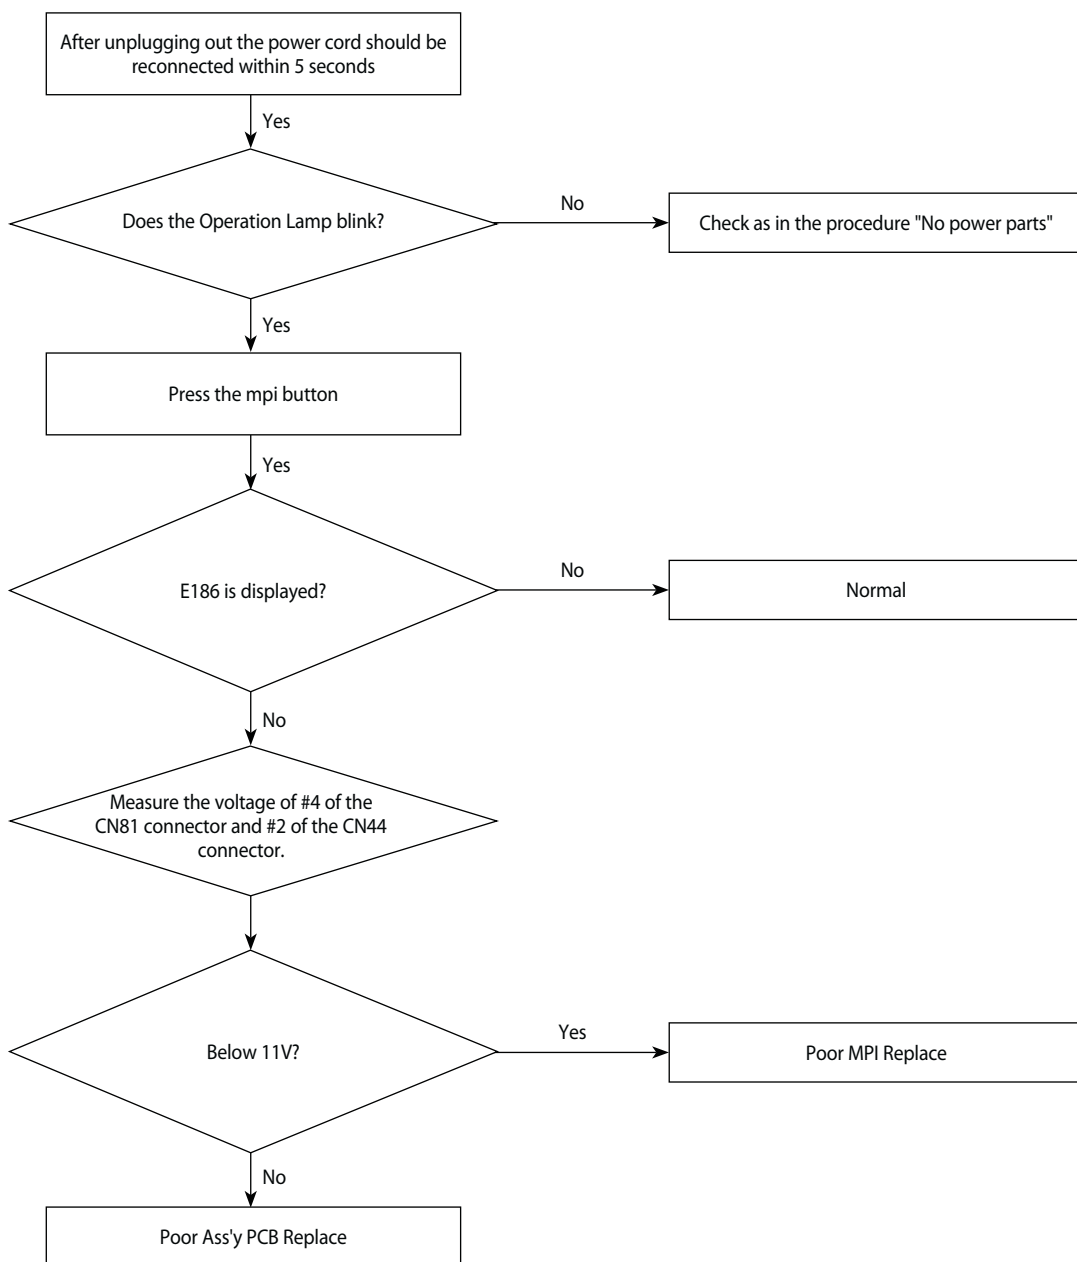 After unplugging out the power cord should be
reconnected within 5 seconds
Yes
Does the Operation Lamp blink?
No
Check as in the procedure "No power parts"
Yes
Press the mpi button
Yes
E186 is displayed?
No
Normal
No
Measure the voltage of #4 of the
CN81 connector and #2 of the CN44
connector.
Below 11V?
Yes
Poor MPI Replace
No
Poor Ass'y PCB Replace